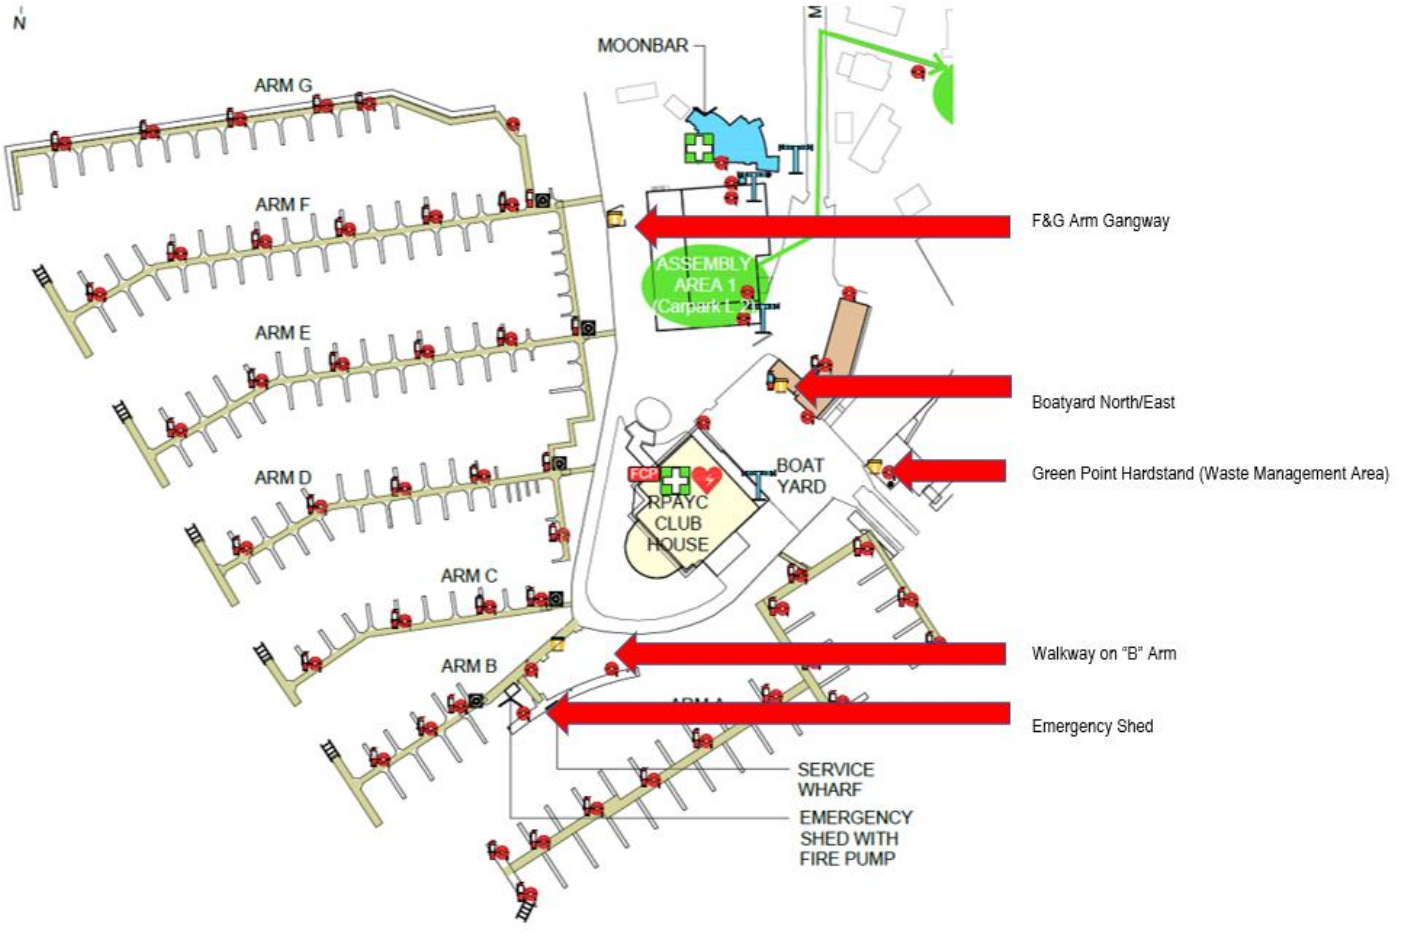 N
M
MOONBAR
ARM G
ARM F
F&G Arm Gangway
ASSEMBLY
AREA 1
(Carpark L 2)
ARM E
Boatyard North/East
ARM D
FCP
BOAT
YARD
Green Point Hardstand (Waste Management Area)
RPAYC
CLUB
HOUSE
ARM C
Walkway on “B” Arm
ARM B
ARM A
Emergency Shed
SERVICE
WHARF
EMERGENCY
SHED WITH
FIRE PUMP